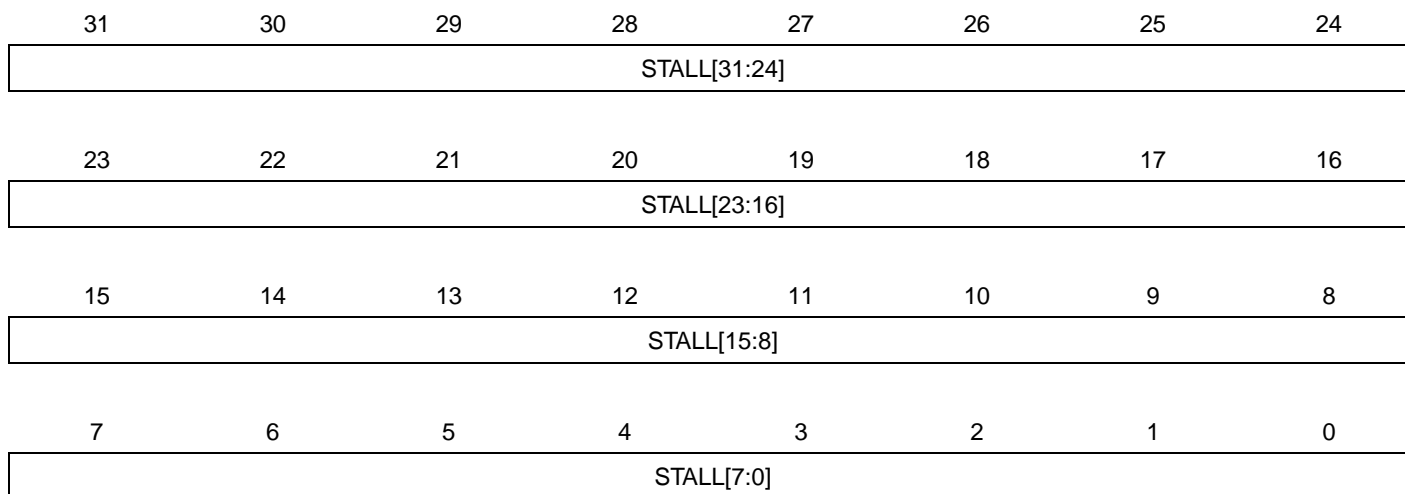 31 30 29 28 27 26 25 24
STALL[31:24]
23 22 21 20 19 18 17 16
STALL[23:16]
15 14 13 12 11 10 9 8
STALL[15:8]
7 6 5 4 3 2 1 0
STALL[7:0]